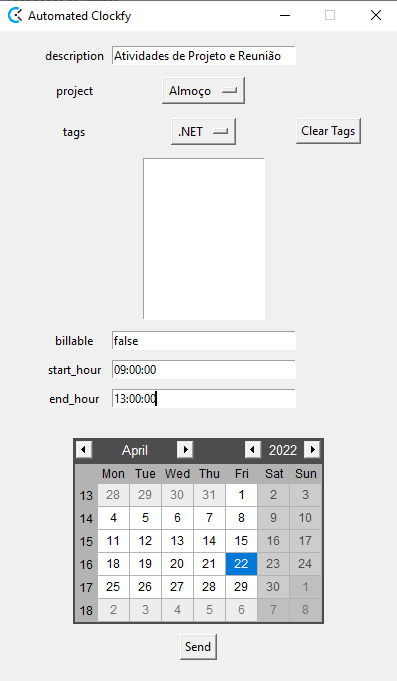 Automated Clockfy
description Atividades de Projeto e Reunião
project Almoço
tags .NET Clear Tags
billable false
start_hour 09:00:00
end_hour 13:00:00
April 2022
Mon Tue Wed Thu Fri Sat Sun
13 28 29 30 31 1 2 3
14 4 5 6 7 8 9 10
15 11 12 13 14 15 16 17
16 18 19 20 21 22 23 24
17 25 26 27 28 29 30 1
18 2 3 4 5 6 7 8
Send